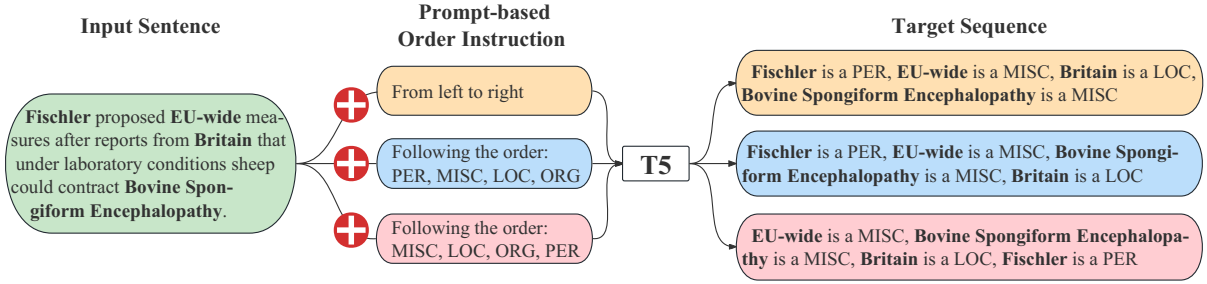 Input Sentence
Prompt-based
Order Instruction
Target Sequence
Fischler proposed EU-wide mea-
sures after reports from Britain that
under laboratory conditions sheep
could contract Bovine Spon-
giform Encephalopathy.
From left to right
Following the order:
PER, MISC, LOC, ORG
Following the order:
MISC, LOC, ORG, PER
T5
Fischler is a PER, EU-wide is a MISC, Britain is a LOC,
Bovine Spongiform Encephalopathy is a MISC
Fischler is a PER, EU-wide is a MISC, Bovine Spongi-
form Encephalopathy is a MISC, Britain is a LOC
EU-wide is a MISC, Bovine Spongiform Encephalopa-
thy is a MISC, Britain is a LOC, Fischler is a PER